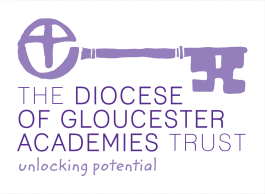 THE DIOCESE
OF GLOUCESTER
ACADEMIES TRUST
unlocking potential